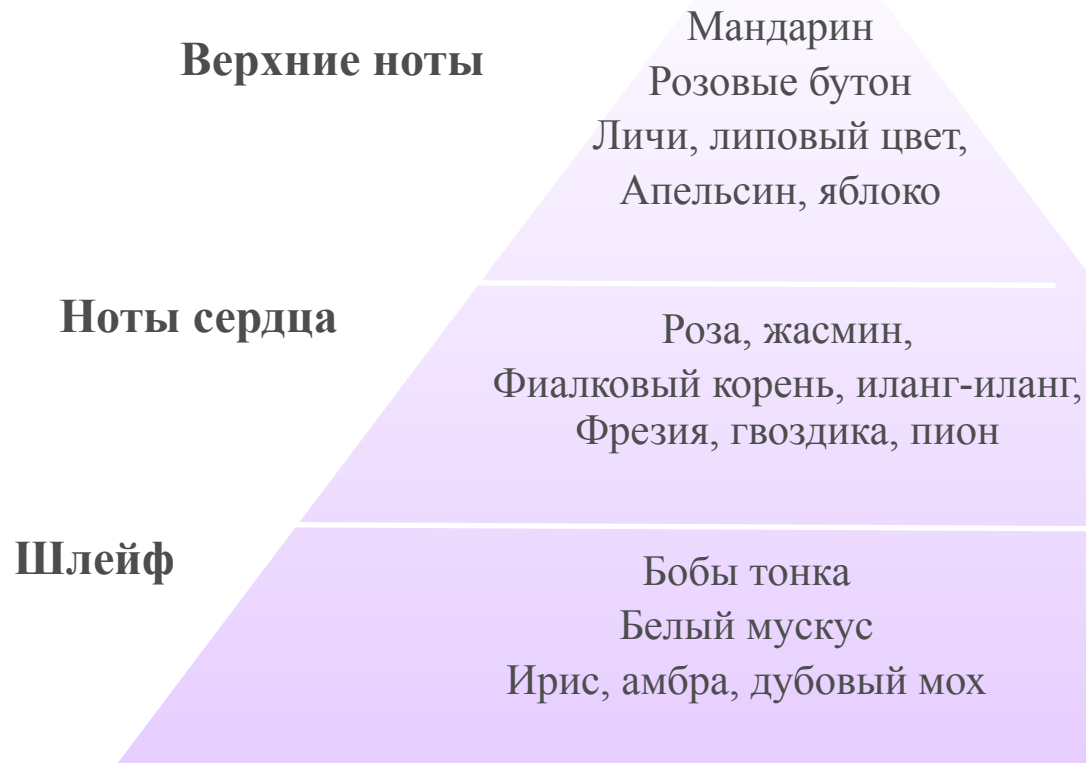 Верхние ноты
Мандарин
Розовые бутон
Личи, липовый цвет,
Апельсин, яблоко
Ноты сердца
Роза, жасмин,
Фиалковый корень, иланг-иланг,
Фрезия, гвоздика, пион
Шлейф
Бобы тонка
Белый мускус
Ирис, амбра, дубовый мох